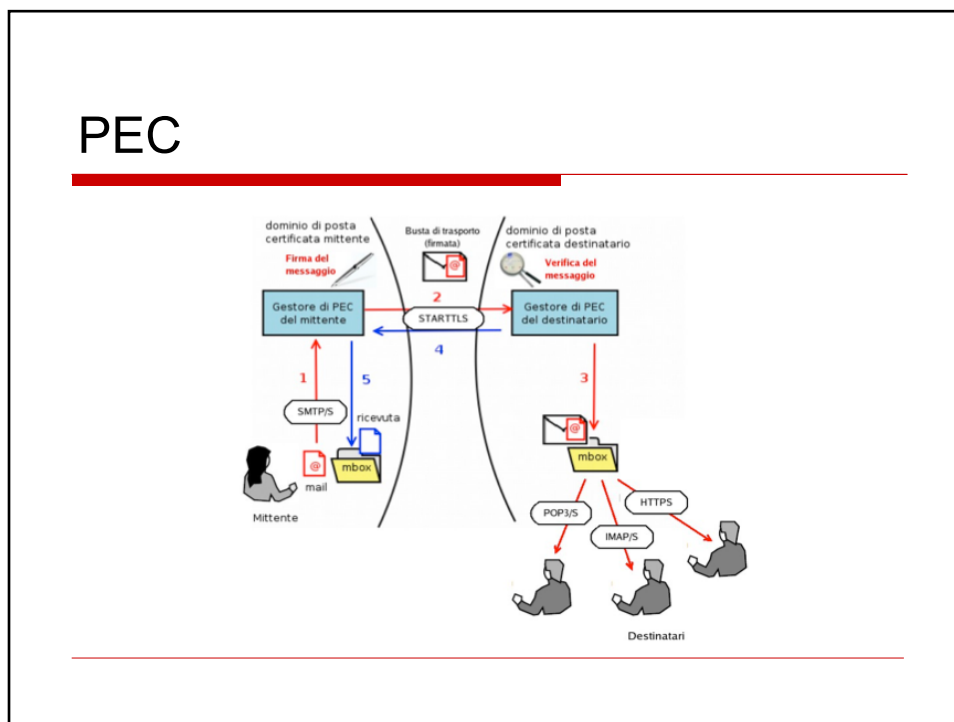 PEC
dominio di posta
certificata mittente
Firma del
messaggio
Busta di trasporto
(firmata)
@
dominio di posta
certificata destinatario
Verifica del
messaggio
Gestore di PEC
del mittente
2
STARTTLS
4
Gestore di PEC
del destinatario
1
5
3
SMTP/S
ricevuta
@
mail
mbox
Mittente
@
mbox
POP3/S
IMAP/S
HTTPS
Destinatari